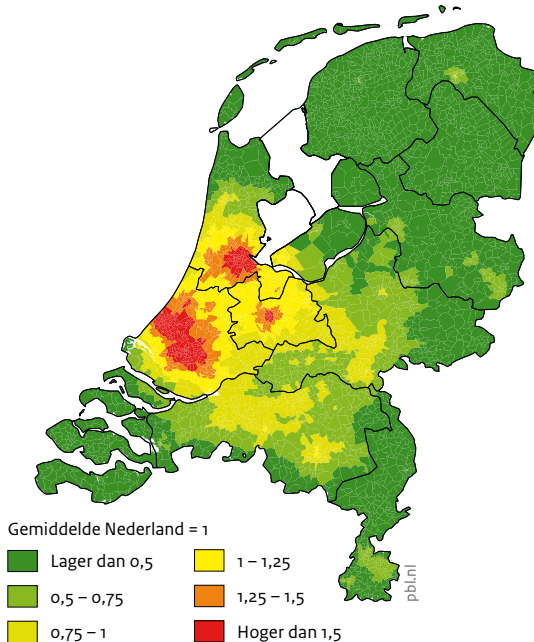 Gemiddelde Nederland = 1
Lager dan 0,5
0,5 – 0,75
0,75 – 1
1 – 1,25
1,25 – 1,5
Hoger dan 1,5
pbl.nl